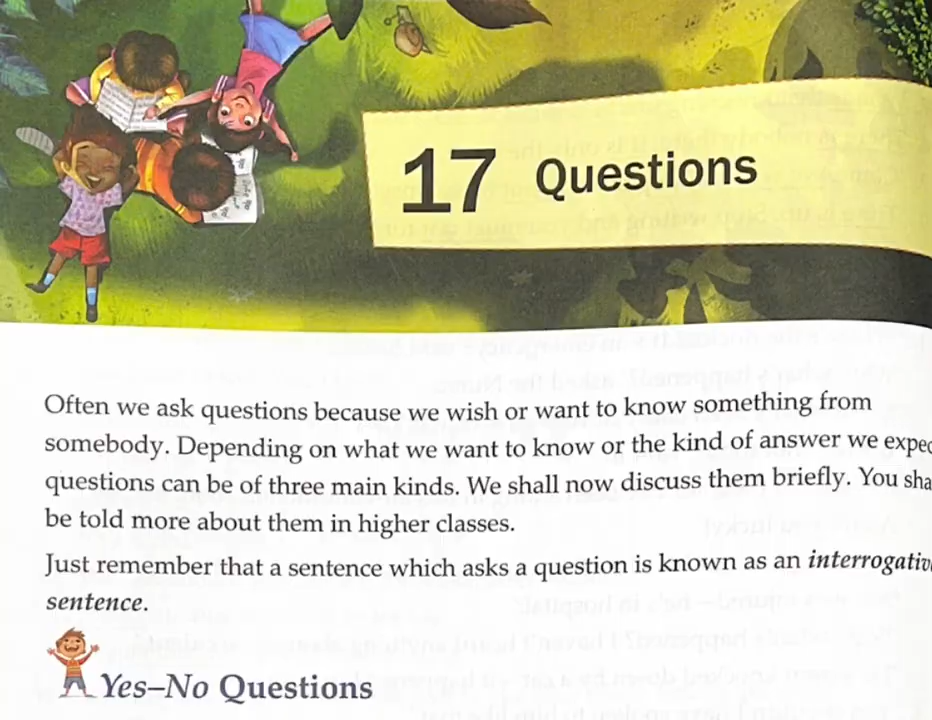 17 Questions
Often we ask questions because we wish or want to know something from
somebody. Depending on what we want to know or the kind of answer we expec
questions can be of three main kinds. We shall now discuss them briefly. You sha
be told more about them in higher classes.
Just remember that a sentence which asks a question is known as an interrogativ
sentence.
Yes–No Questions